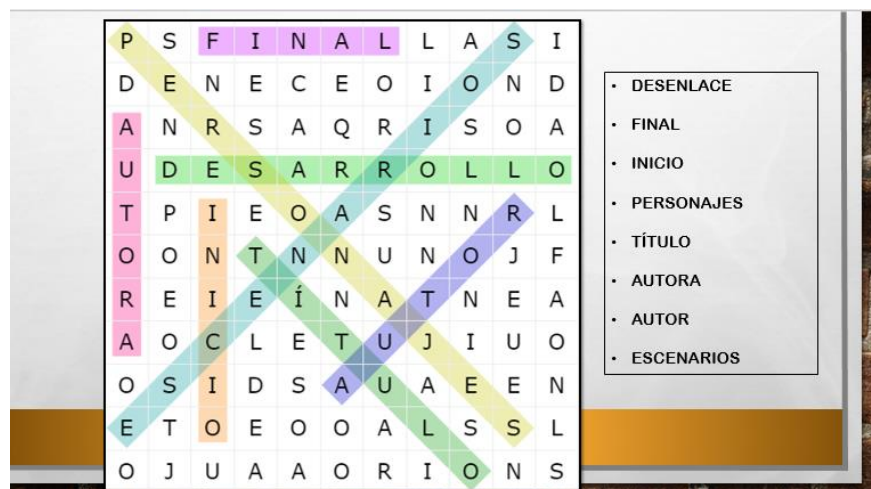 P S F I N A L L A S I
D E N E C E O I O N D
A N R S A Q R I S O A
U D E S A R R O L L O
T P I E O A S N N R L
O O N T N N U N O J F
R E I E Í N A T N E A
A O C L E T U J I U O
O S I D S A U A E E N
E T O E O O A L S S L
O J U A A O R I O N S
• DESENLACE
• FINAL
• INICIO
• PERSONAJES
• TÍTULO
• AUTORA
• AUTOR
• ESCENARIOS